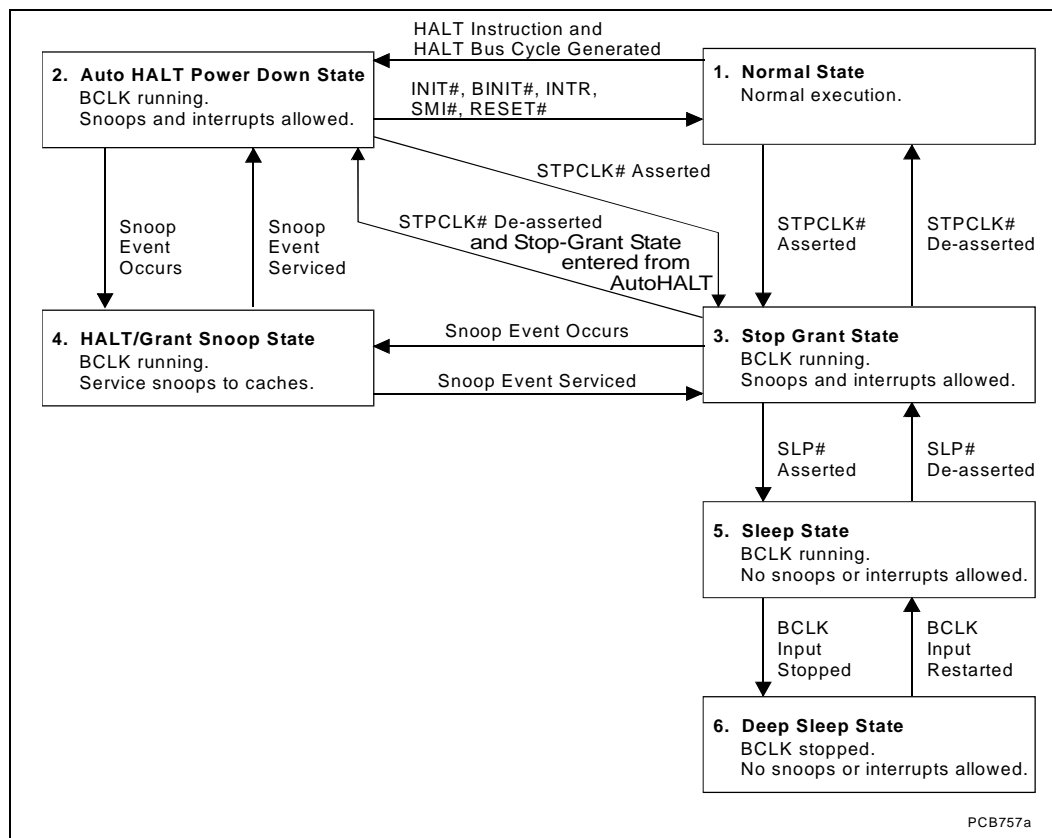 HALT Instruction and
HALT Bus Cycle Generated
2. Auto HALT Power Down State
BCLK running.
Snoops and interrupts allowed.
INIT#, BINIT#, INTR,
SMI#, RESET#
1. Normal State
Normal execution.
STPCLK# Asserted
STPCLK# De-asserted
and Stop-Grant State
entered from
AutoHALT
Snoop
Event
Occurs
Snoop
Event
Serviced
STPCLK#
Asserted
STPCLK#
De-asserted
4. HALT/Grant Snoop State
BCLK running.
Service snoops to caches.
Snoop Event Occurs
Snoop Event Serviced
3. Stop Grant State
BCLK running.
Snoops and interrupts allowed.
SLP#
Asserted
SLP#
De-asserted
5. Sleep State
BCLK running.
No snoops or interrupts allowed.
BCLK
Input
Stopped
BCLK
Input
Restarted
6. Deep Sleep State
BCLK stopped.
No snoops or interrupts allowed.
PCB757a